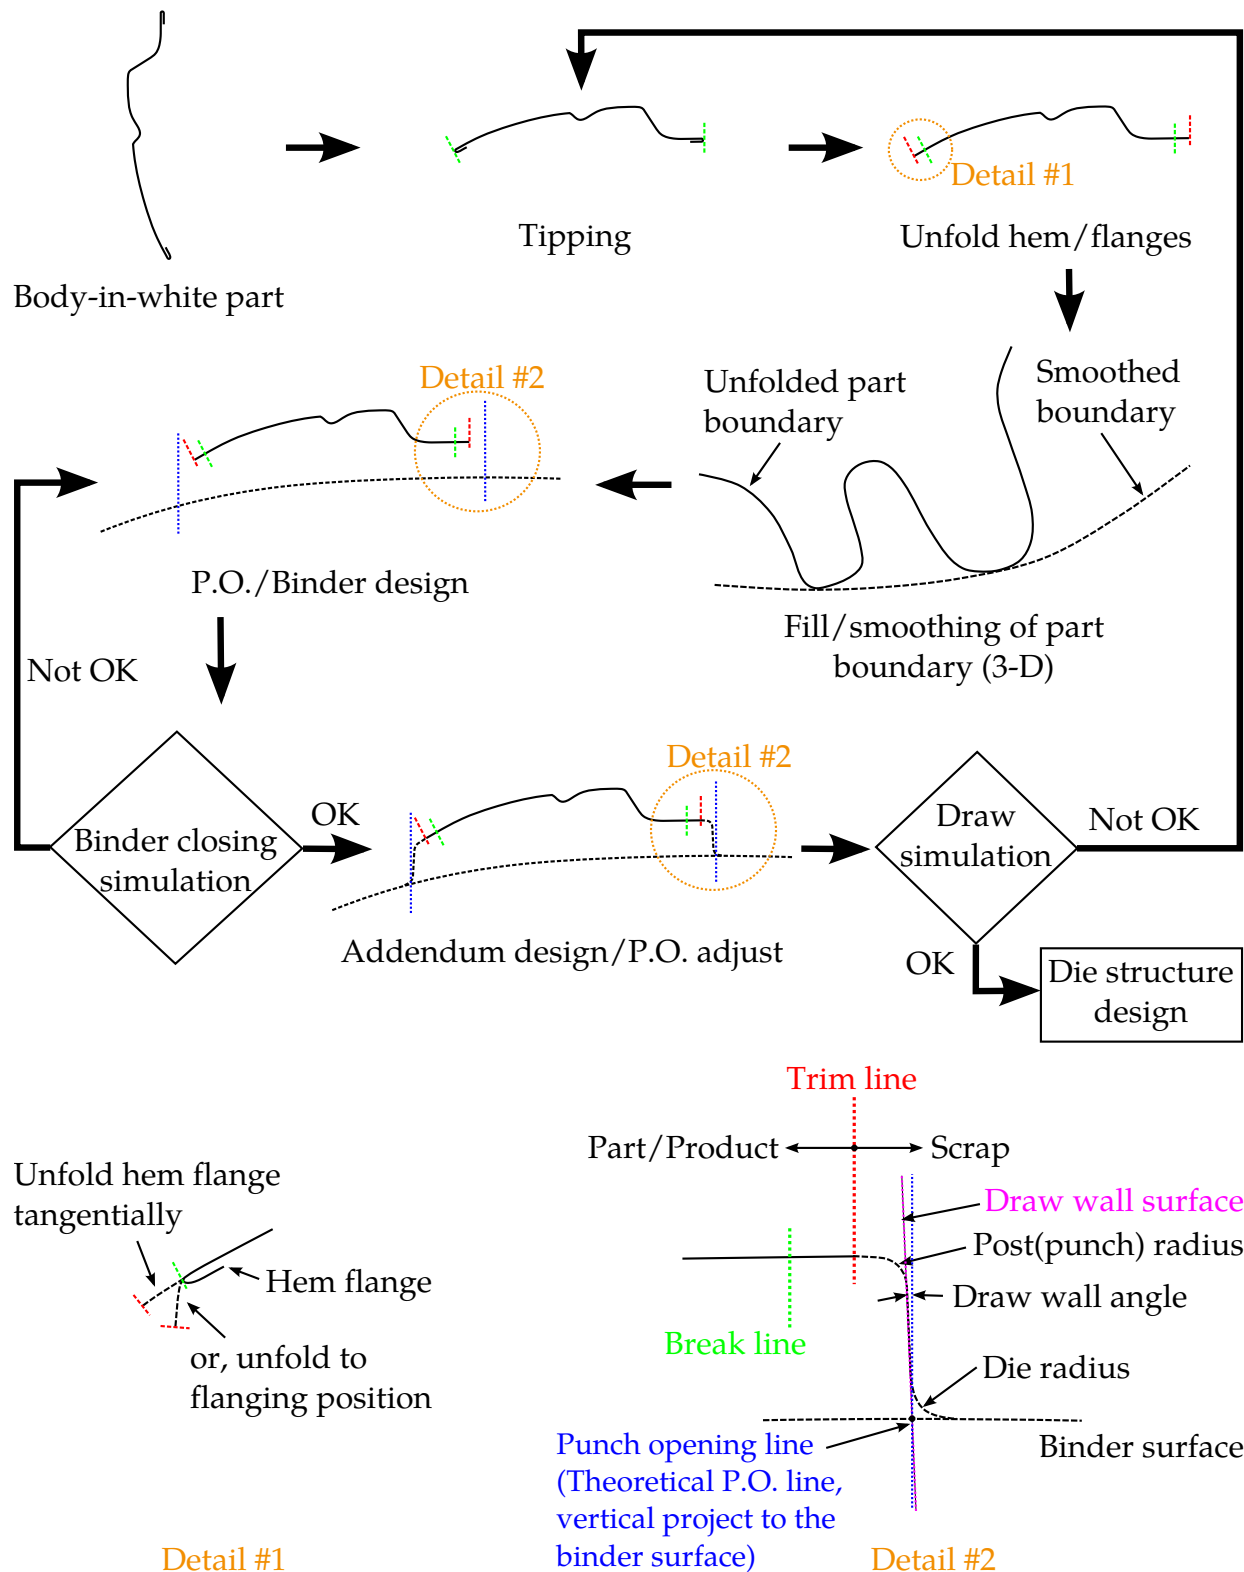 Body-in-white part
Tipping
Detail #1
Unfold hem/flanges
Detail #2
P.O./Binder design
Unfolded part
boundary
Smoothed
boundary
Fill/smoothing of part
boundary (3-D)
Not OK
Binder closing
simulation
OK
Detail #2
Addendum design/P.O. adjust
Draw
simulation
Not OK
OK
Die structure
design
Unfold hem flange
tangentially
Hem flange
or, unfold to
flanging position
Detail #1
Trim line
Part/Product
Scrap
Draw wall surface
Post(punch) radius
Draw wall angle
Break line
Die radius
Binder surface
Punch opening line
(Theoretical P.O. line,
vertical project to the
binder surface)
Detail #2